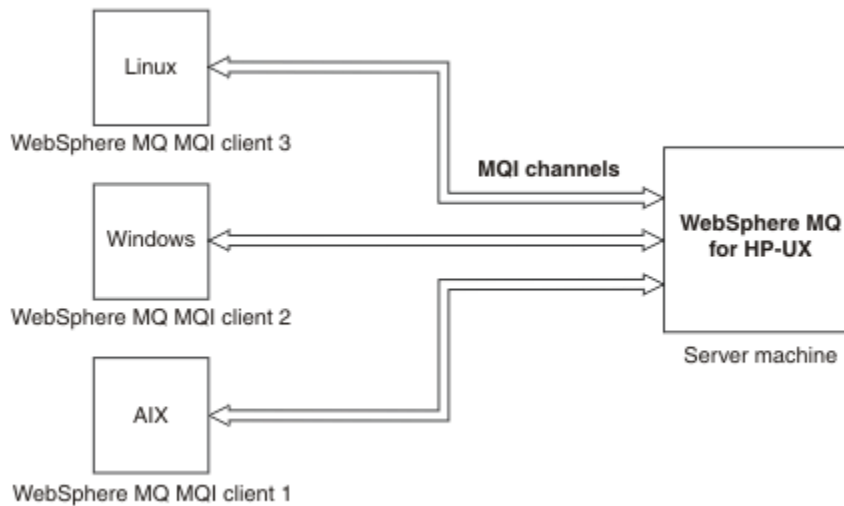 Linux
WebSphere MQ MQI client 3
MQI channels
Windows
WebSphere MQ MQI client 2
WebSphere MQ
for HP-UX
Server machine
AIX
WebSphere MQ MQI client 1